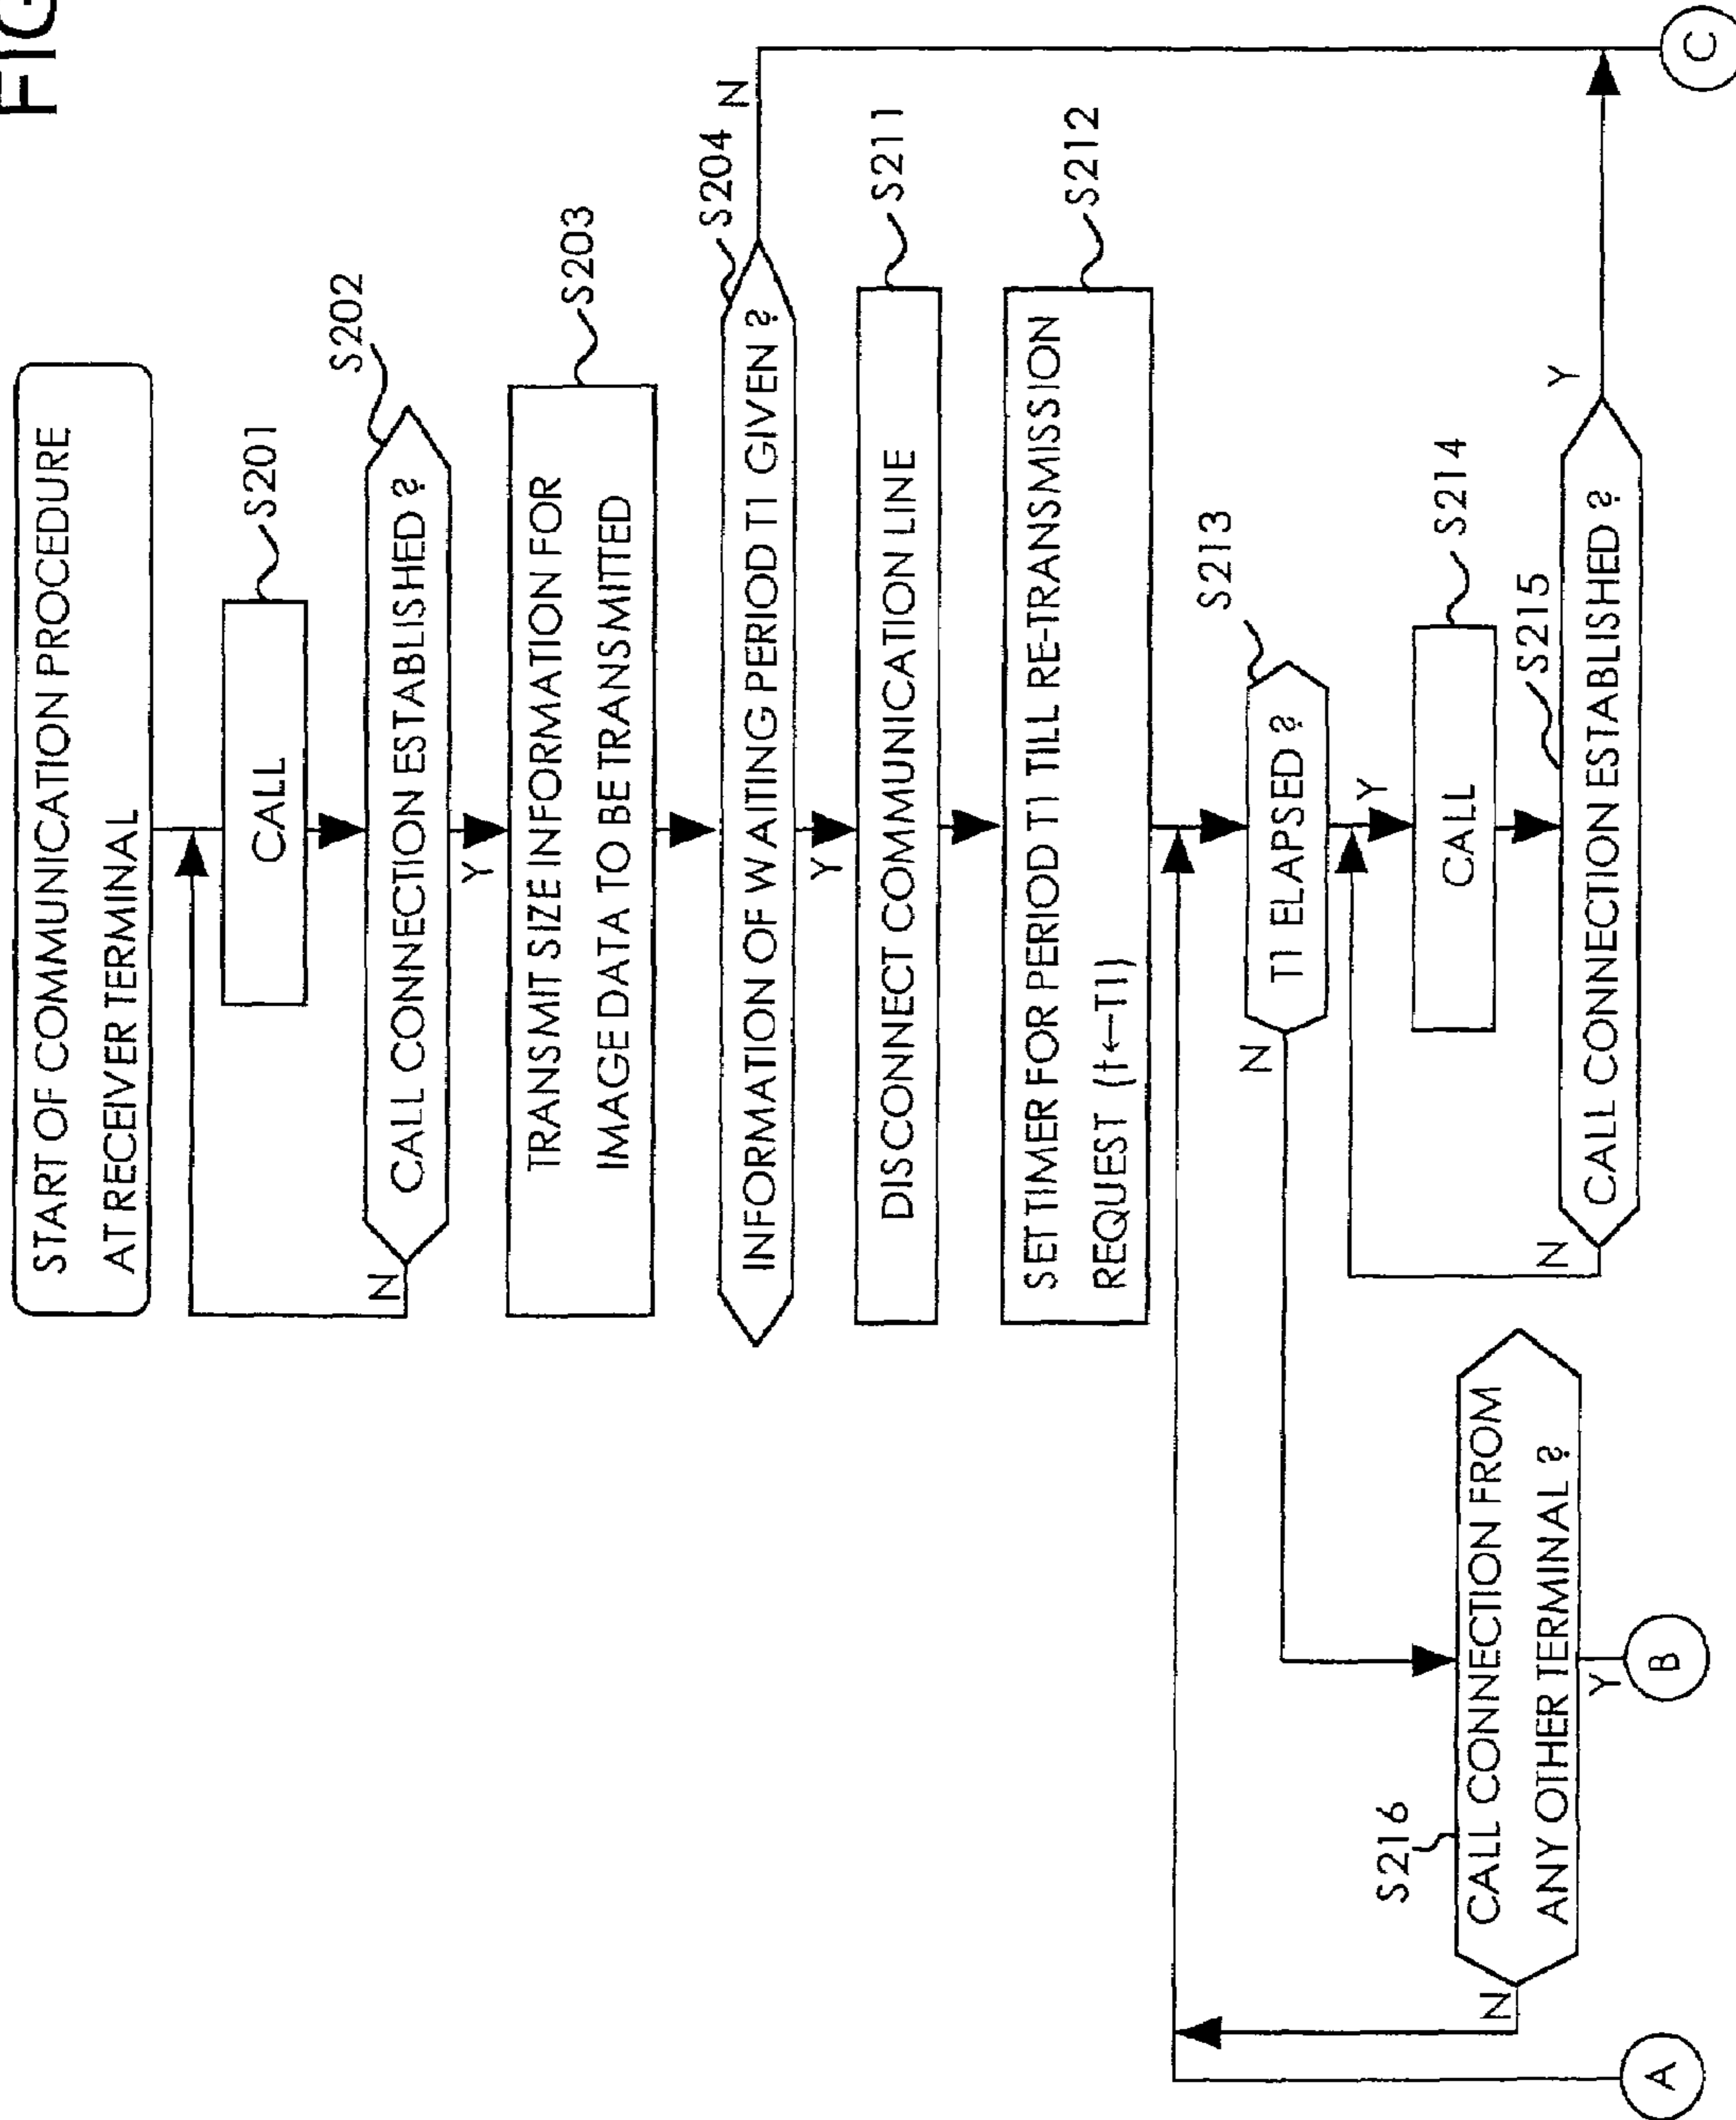 FIG
START OF COMMUNICATION PROCEDURE
AT RECEIVER TERMINAL
CALL
S201
CALL CONNECTION ESTABLISHED ?
S202
N
Y
TRANSMIT SIZE INFORMATION FOR
IMAGE DATA TO BE TRANSMITTED
S203
INFORMATION OF WAITING PERIOD T1 GIVEN ?
S204
N
Y
DISCONNECT COMMUNICATION LINE
S211
SET TIMER FOR PERIOD T1 TILL RE-TRANSMISSION
REQUEST (t←T1)
S212
T1 ELAPSED ?
S213
N
Y
CALL
S214
CALL CONNECTION ESTABLISHED ?
S215
N
Y
CALL CONNECTION FROM
ANY OTHER TERMINAL ?
S216
N
Y
A
B
C